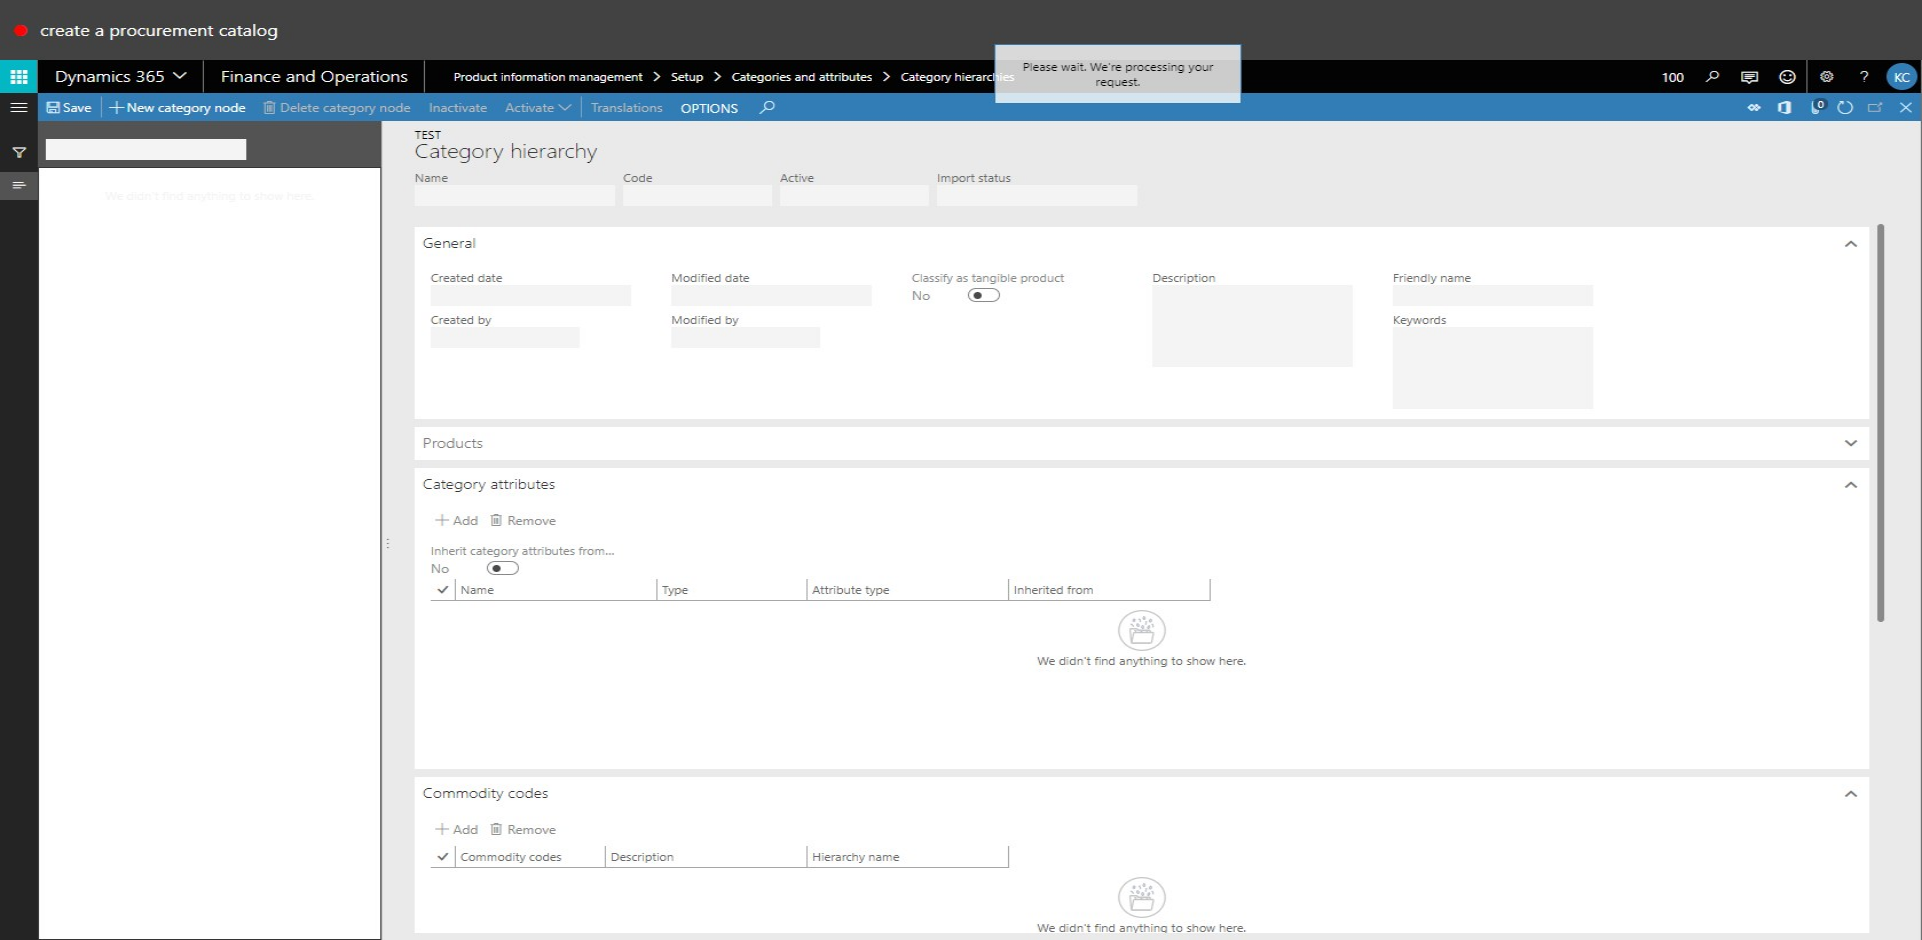 create a procurement catalog
Dynamics 365
Finance and Operations
Product information management > Setup > Categories and attributes > Category hierarchies
Please wait. We're processing your
request.
100
?
KC
Save
New category node
Delete category node
Inactivate
Activate
Translations
OPTIONS
0
We didn't find anything to show here.
TEST
Category hierarchy
Name
Code
Active
Import status
General
Created date
Modified date
Classify as tangible product
Description
Friendly name
No
Created by
Modified by
Keywords
Products
Category attributes
Add
Remove
Inherit category attributes from...
No
Name
Type
Attribute type
Inherited from
We didn't find anything to show here.
Commodity codes
Add
Remove
Commodity codes
Description
Hierarchy name
We didn't find anything to show here.